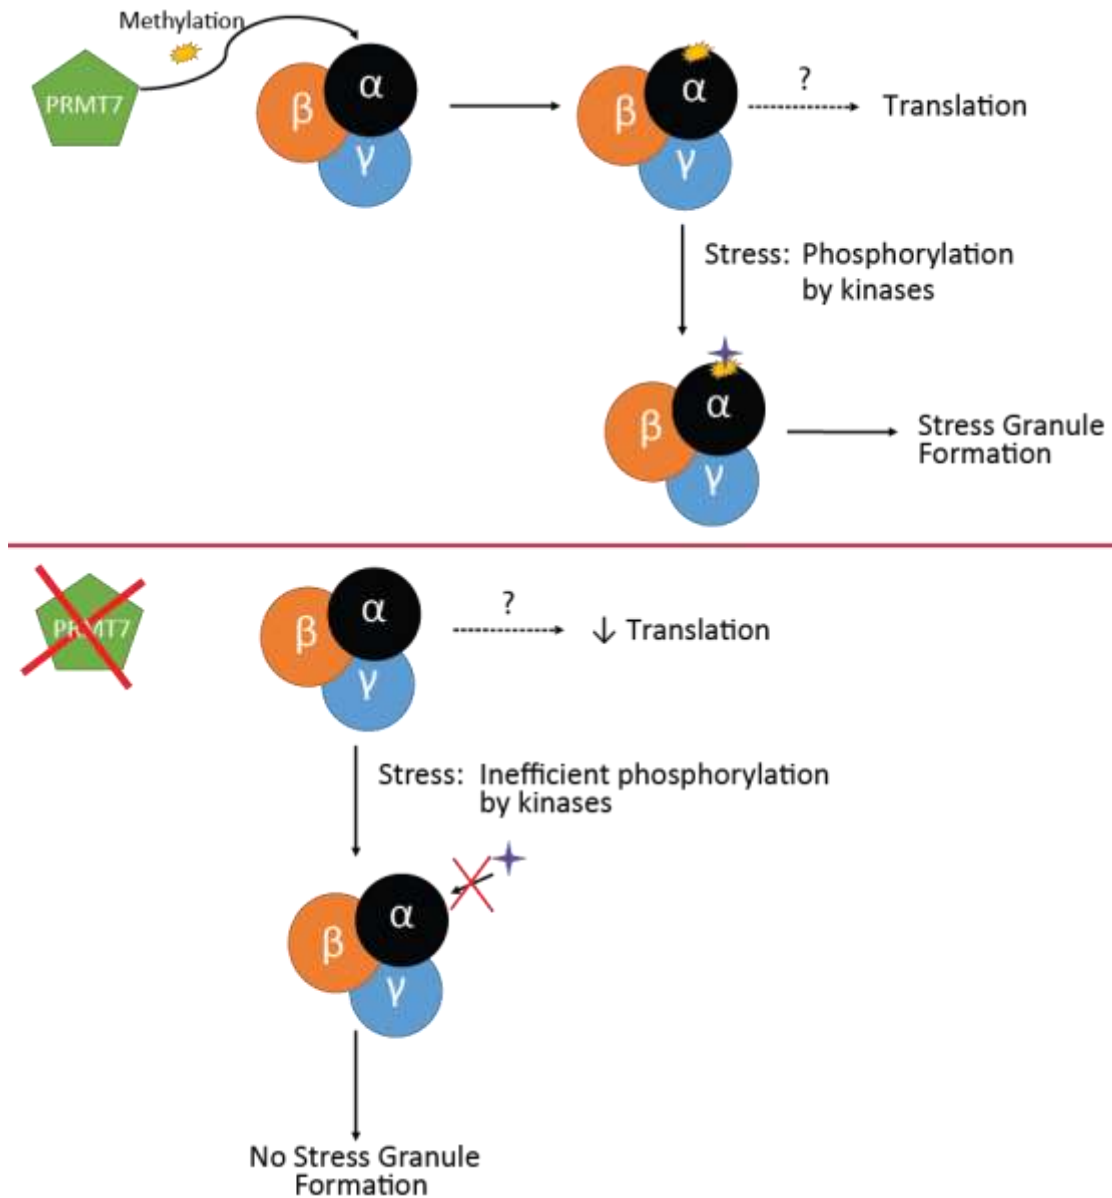 Methylation
PRMT7
β
α
γ
β
α
γ
?
Translation
Stress: Phosphorylation
by kinases
β
α
γ
Stress Granule
Formation
PRMT7
β
α
γ
?
↓ Translation
Stress: Inefficient phosphorylation
by kinases
β
α
γ
No Stress Granule
Formation